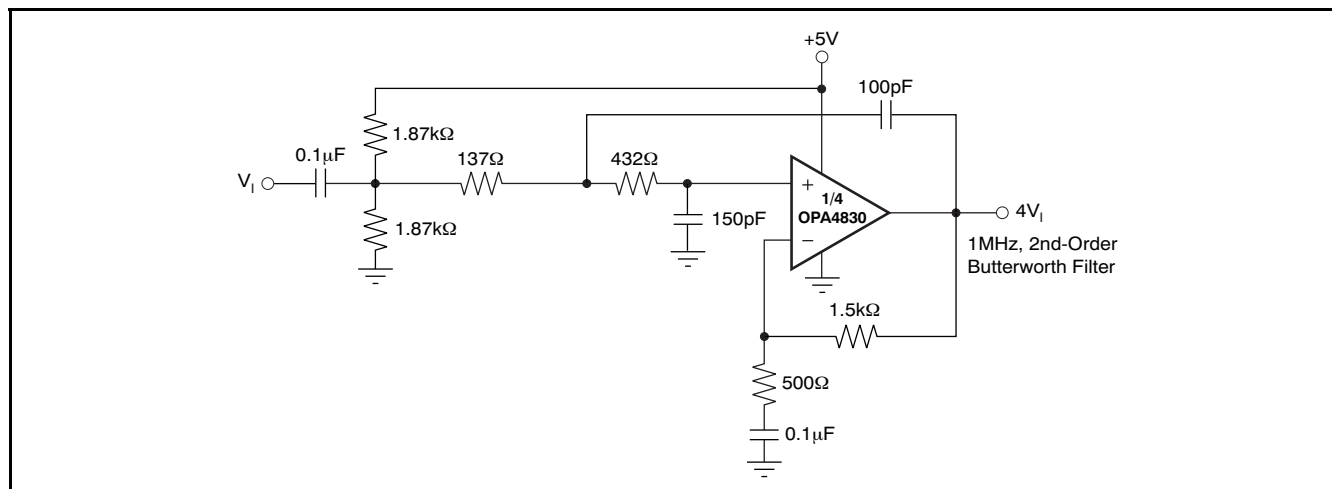 +5V
100pF
1.87kΩ
0.1μF
137Ω
432Ω
V_I
+
1/4
OPA4830
−
150pF
4V_I
1.87kΩ
1MHz, 2nd-Order
Butterworth Filter
1.5kΩ
500Ω
0.1μF